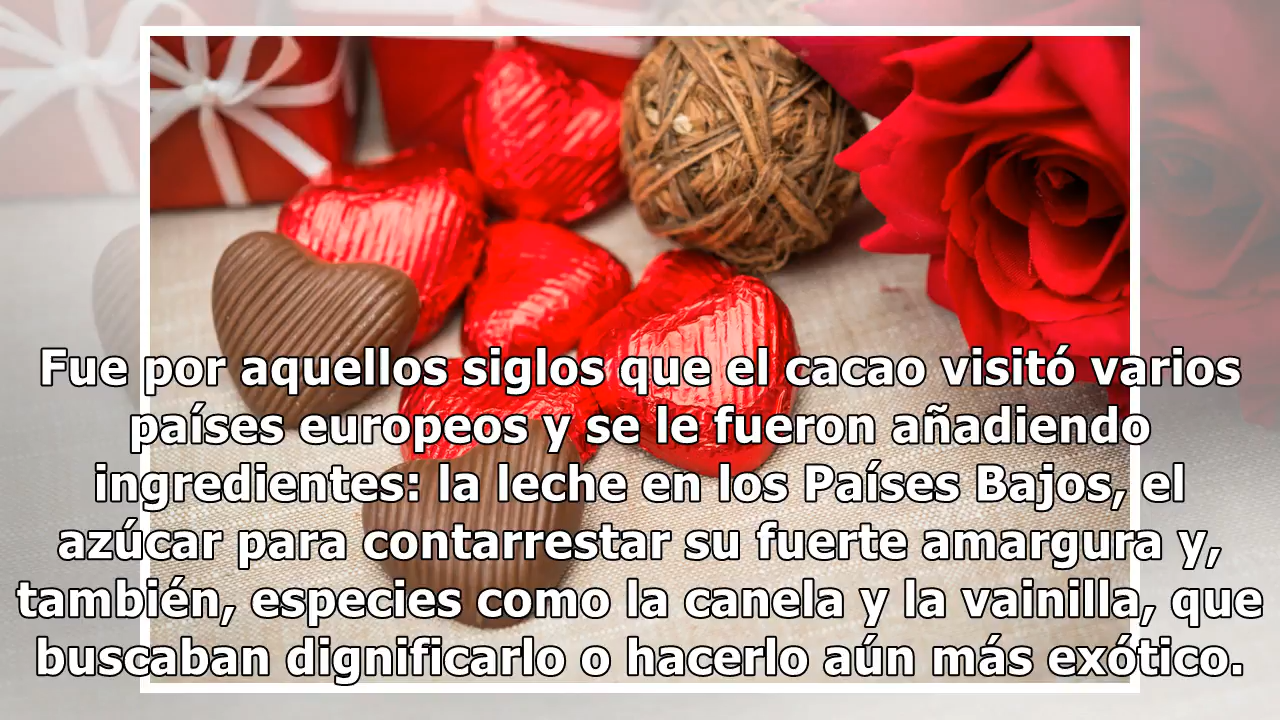 Fue por aquellos siglos que el cacao visitó varios
países europeos y se le fueron añadiendo
ingredientes: la leche en los Países Bajos, el
azúcar para contarrestar su fuerte amargura y,
también, especies como la canela y la vainilla, que
buscaban dignificarlo o hacerlo aún más exótico.